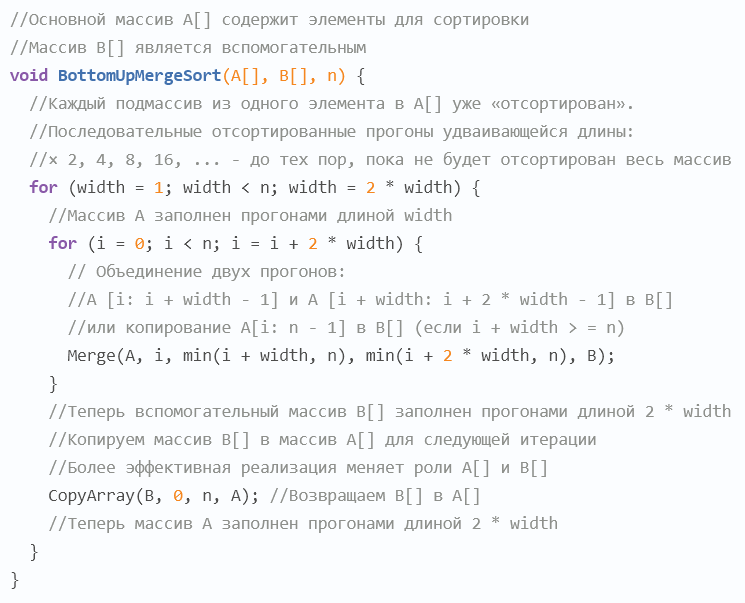 //Основной массив A[] содержит элементы для сортировки
//Массив B[] является вспомогательным
void BottomUpMergeSort(A[], B[], n) {
  //Каждый подмассив из одного элемента в A[] уже «отсортирован».
  //Последовательные отсортированные прогоны удваивающейся длины:
  //× 2, 4, 8, 16, ... - до тех пор, пока не будет отсортирован весь массив
  for (width = 1; width < n; width = 2 * width) {
    //Массив A заполнен прогонами длиной width
    for (i = 0; i < n; i = i + 2 * width) {
      // Объединение двух прогонов:
      //A [i: i + width - 1] и A [i + width: i + 2 * width - 1] в B[]
      //или копирование A[i: n - 1] в B[] (если i + width > = n)
      Merge(A, i, min(i + width, n), min(i + 2 * width, n), B);
    }
    //Теперь вспомогательный массив B[] заполнен прогонами длиной 2 * width
    //Копируем массив B[] в массив A[] для следующей итерации
    //Более эффективная реализация меняет роли A[] и B[]
    CopyArray(B, 0, n, A); //Возвращаем B[] в A[]
    //Теперь массив A заполнен прогонами длиной 2 * width
  }
}